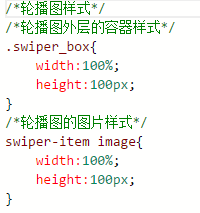 /*轮播图样式*/
/*轮播图外层的容器样式*/
.swiper_box{
width:100%;
height:100px;
}
/*轮播图的图片样式*/
swiper-item image{
width:100%;
height:100px;
}